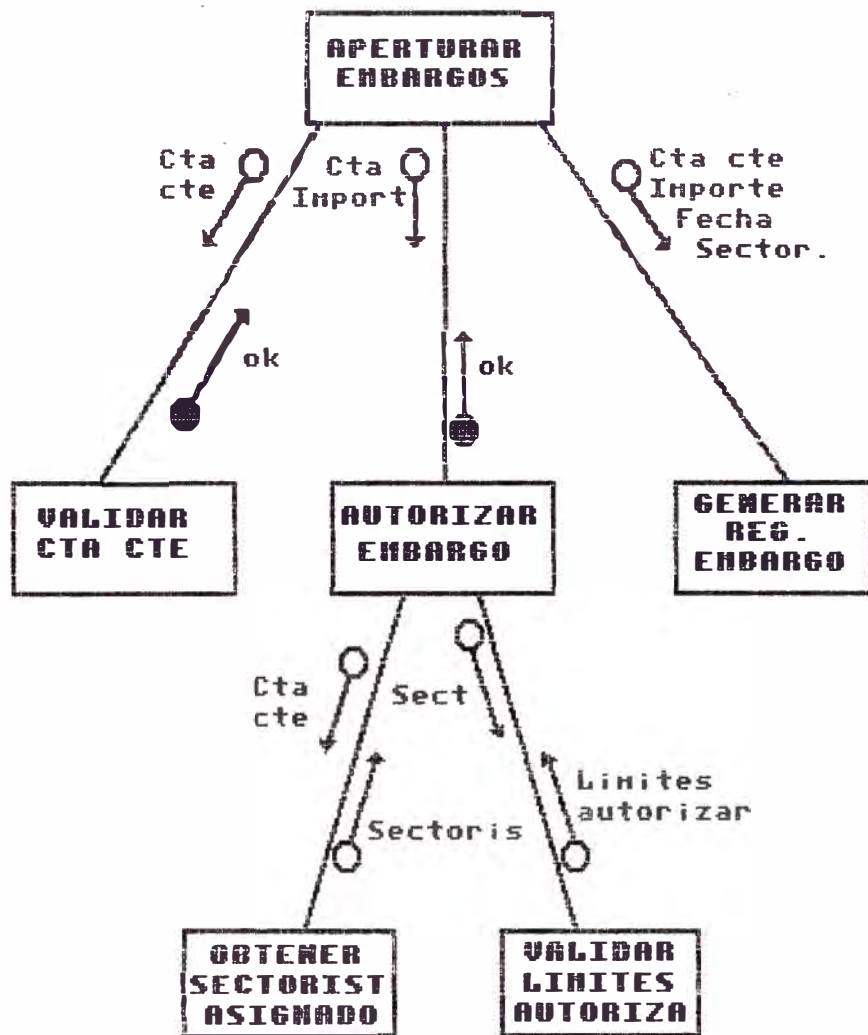 APERTURAR
EMBARGOS
Cta
cte
Cta
Import
Cta cte
Importe
Fecha
Sector.
ok
ok
VALIDAR
CTA CTE
AUTORIZAR
EMBARGO
GENERAR
REG.
EMBARGO
Cta
cte
Sect
Sectoris
Limites
autorizar
OBTENER
SECTORIST
ASIGNADO
VALIDAR
LIMITES
AUTORIZA